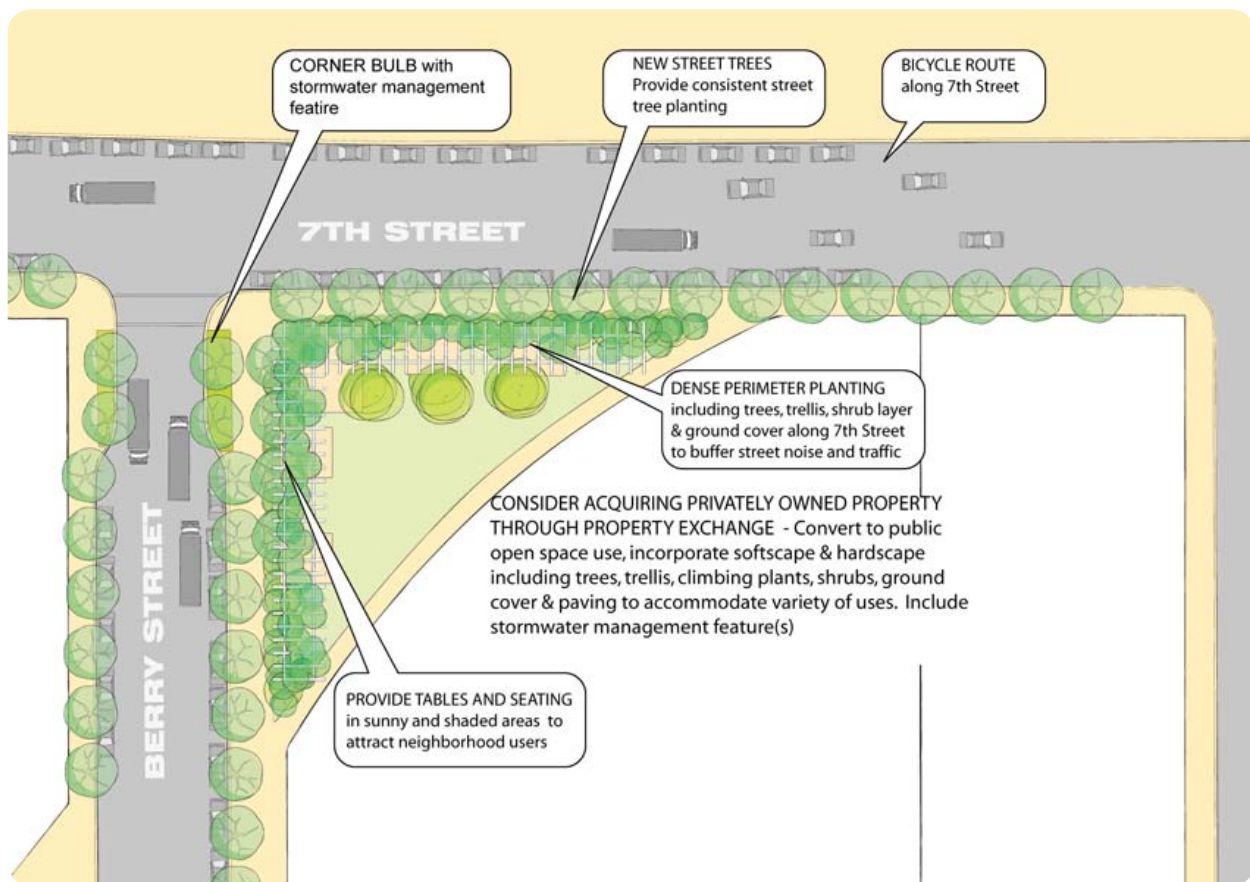 CORNER BULB with
stormwater management
featire
NEW STREET TREES
Provide consistent street
tree planting
BICYCLE ROUTE
along 7th Street
7TH STREET
DENSE PERIMETER PLANTING
including trees, trellis, shrub layer
& ground cover along 7th Street
to buffer street noise and traffic
CONSIDER ACQUIRING PRIVATELY OWNED PROPERTY
THROUGH PROPERTY EXCHANGE - Convert to public
open space use, incorporate softscape & hardscape
including trees, trellis, climbing plants, shrubs, ground
cover & paving to accommodate variety of uses. Include
stormwater management feature(s)
BERRY STREET
PROVIDE TABLES AND SEATING
in sunny and shaded areas to
attract neighborhood users